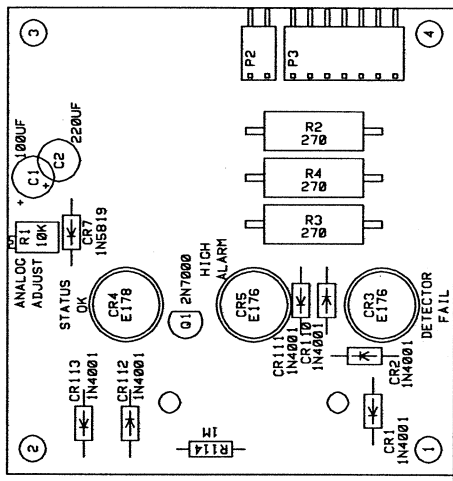 3
4
P2
P3
100UF
220UF
+
C1
+
C2
R2
270
R4
270
R3
270
R1
10K
CR7
1N5819
ANALOG
ADJUST
STATUS
OK
CR4
E178
Q1
2N7000
HIGH
ALARM
CR5
E176
CR3
E176
DETECTOR
FAIL
CR111
1N4001
CR110
1N4001
CR2
1N4001
CR113
1N4001
CR112
1N4001
CR1
1N4001
R114
1M
2
1